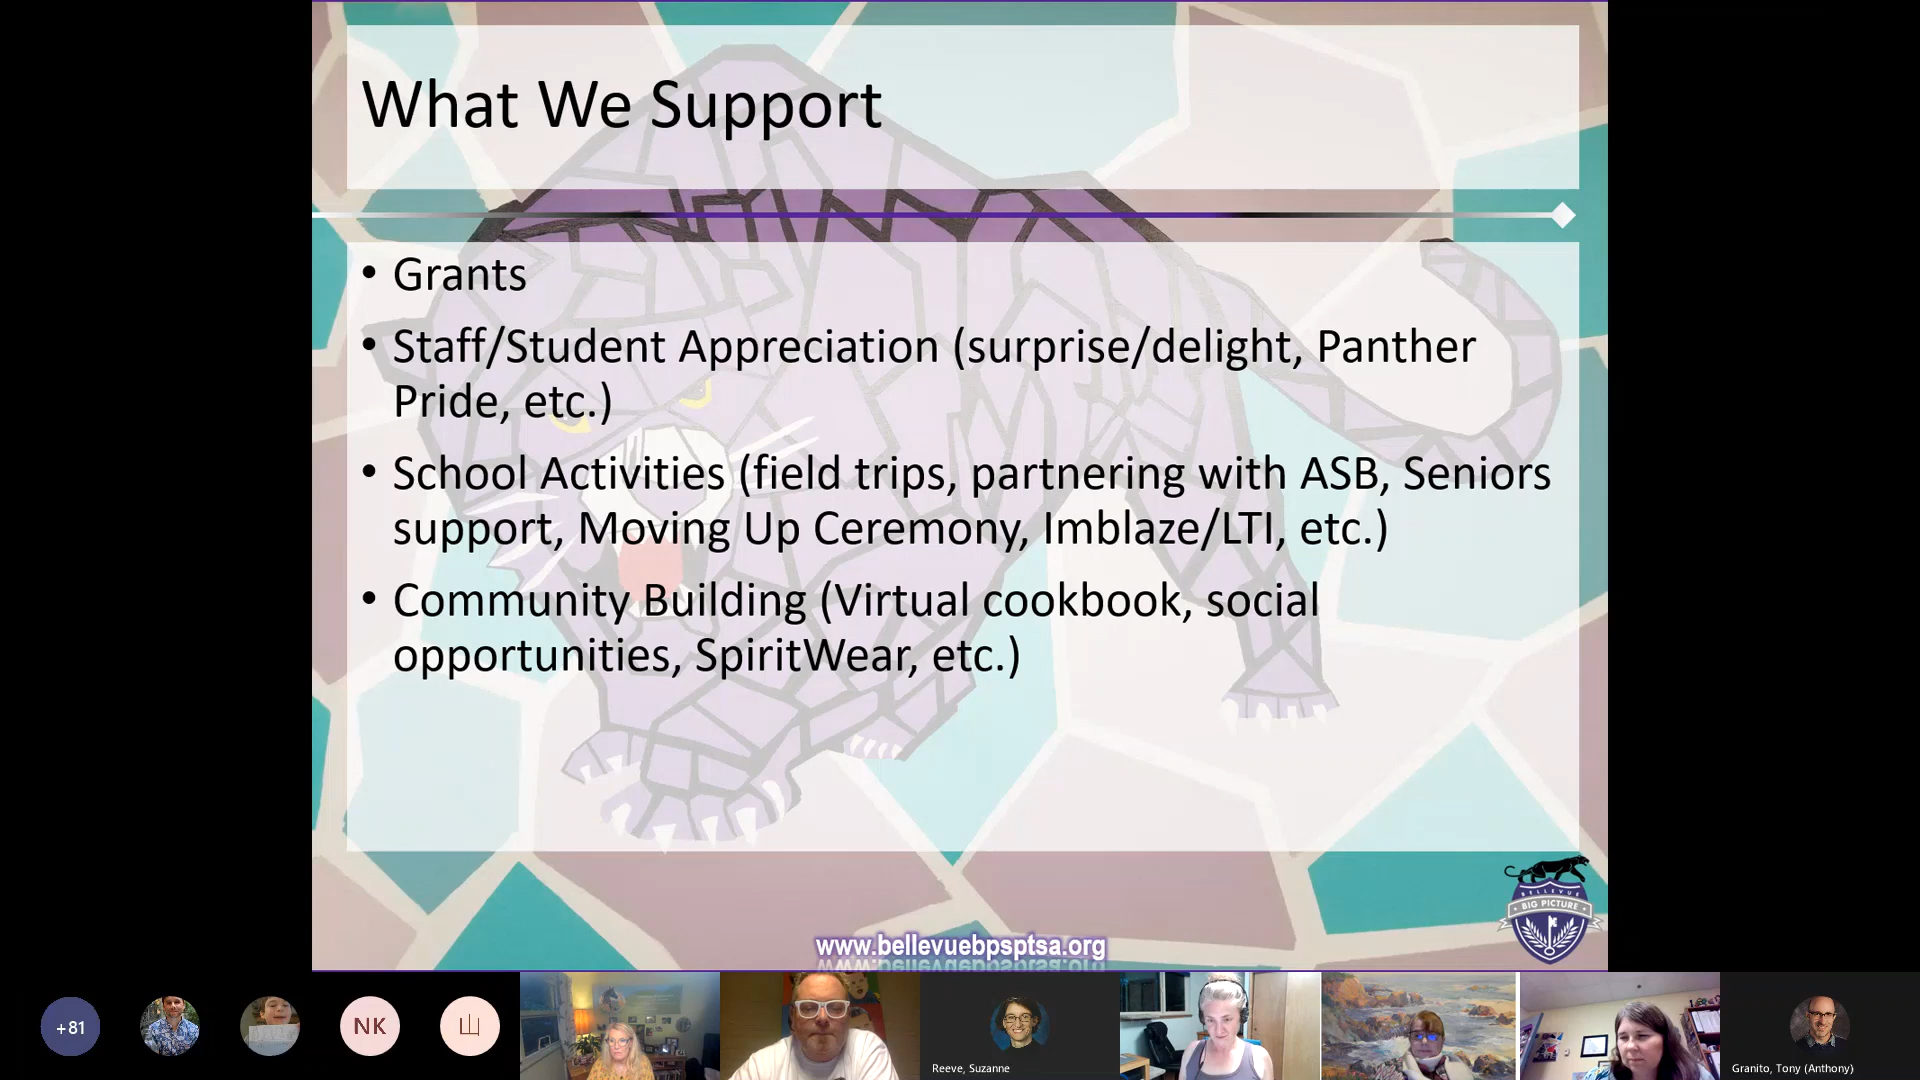 What We Support
• Grants
• Staff/Student Appreciation (surprise/delight, Panther
Pride, etc.)
• School Activities (field trips, partnering with ASB, Seniors
support, Moving Up Ceremony, Imblaze/LTI, etc.)
• Community Building (Virtual cookbook, social
opportunities, SpiritWear, etc.)
BELLEVUE
BIG PICTURE
www.bellevuebpsptsa.org
+81
NK
Ш
Reeve, Suzanne
Granito, Tony (Anthony)